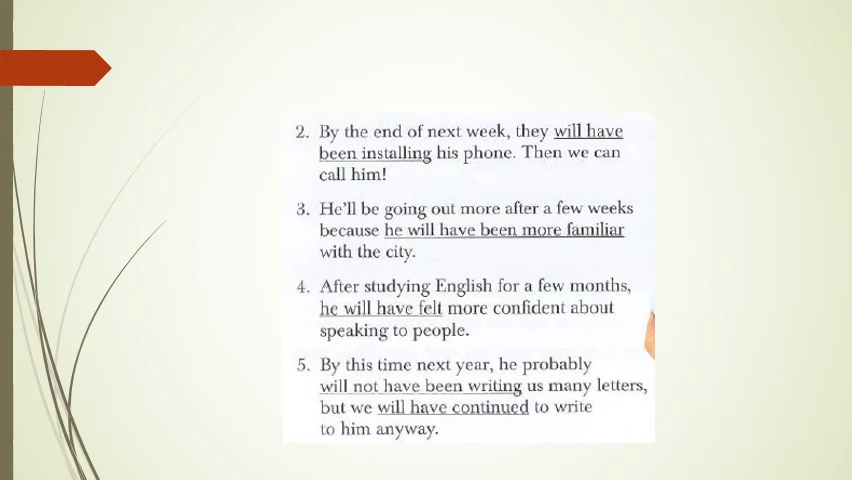 2. By the end of next week, they will have
been installing his phone. Then we can
call him!
3. He'll be going out more after a few weeks
because he will have been more familiar
with the city.
4. After studying English for a few months,
he will have felt more confident about
speaking to people.
5. By this time next year, he probably
will not have been writing us many letters,
but we will have continued to write
to him anyway.